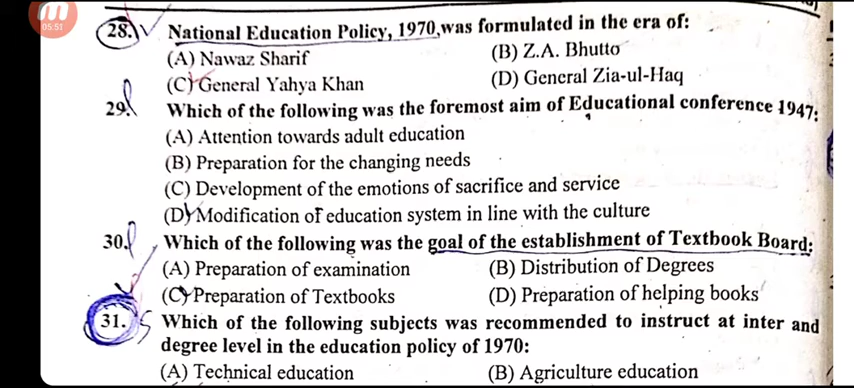 05:51
28. National Education Policy, 1970, was formulated in the era of:
(A) Nawaz Sharif (B) Z.A. Bhutto
(C) General Yahya Khan (D) General Zia-ul-Haq
29. Which of the following was the foremost aim of Educational conference 1947:
(A) Attention towards adult education
(B) Preparation for the changing needs
(C) Development of the emotions of sacrifice and service
(D) Modification of education system in line with the culture
30. Which of the following was the goal of the establishment of Textbook Board:
(A) Preparation of examination (B) Distribution of Degrees
(C) Preparation of Textbooks (D) Preparation of helping books
31. Which of the following subjects was recommended to instruct at inter and
degree level in the education policy of 1970:
(A) Technical education (B) Agriculture education